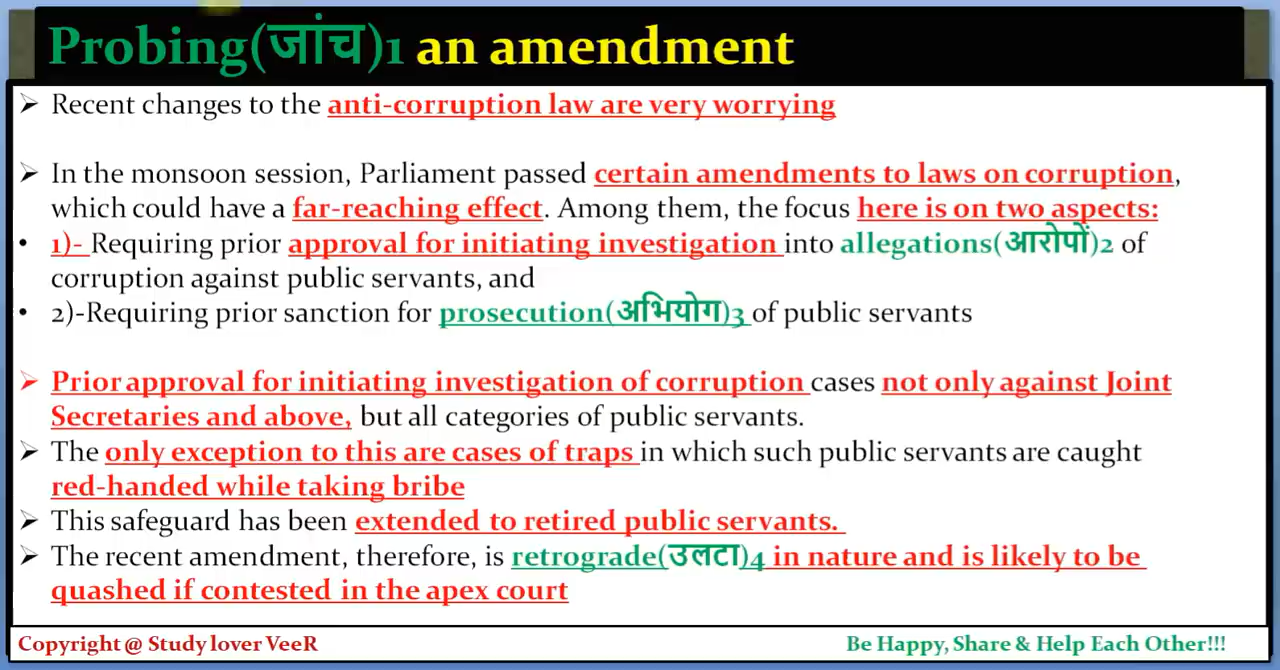 Probing(जांच)1 an amendment
➢ Recent changes to the anti-corruption law are very worrying
➢ In the monsoon session, Parliament passed certain amendments to laws on corruption,
which could have a far-reaching effect. Among them, the focus here is on two aspects:
• 1)- Requiring prior approval for initiating investigation into allegations(आरोपों)2 of
corruption against public servants, and
• 2)-Requiring prior sanction for prosecution(अभियोग)3 of public servants
➢ Prior approval for initiating investigation of corruption cases not only against Joint
Secretaries and above, but all categories of public servants.
➢ The only exception to this are cases of traps in which such public servants are caught
red-handed while taking bribe
➢ This safeguard has been extended to retired public servants.
➢ The recent amendment, therefore, is retrograde(उलटा)4 in nature and is likely to be
quashed if contested in the apex court
Copyright @ Study lover VeeR
Be Happy, Share & Help Each Other!!!